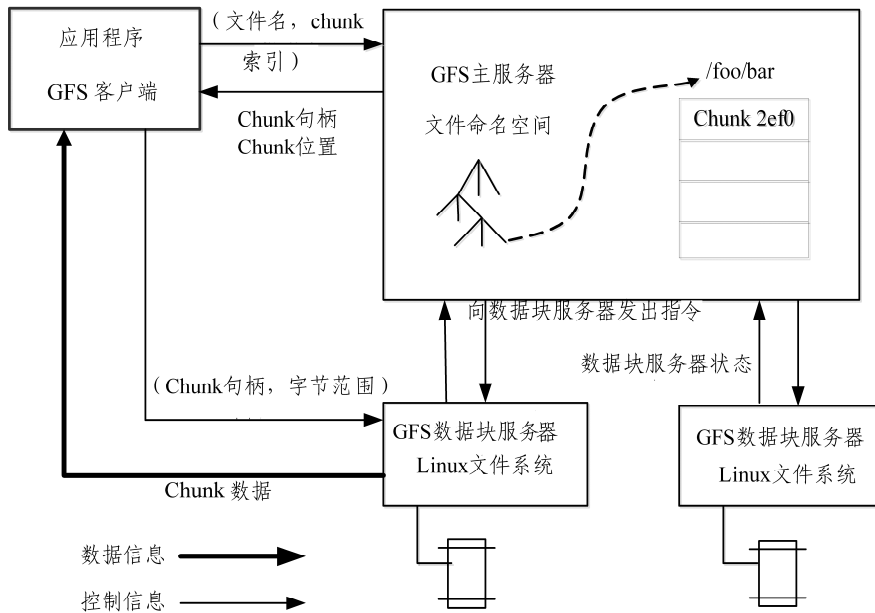 应用程序
GFS 客户端
（文件名，chunk
索引）
Chunk句柄
Chunk位置
GFS主服务器
文件命名空间
/foo/bar
Chunk 2ef0
向数据块服务器发出指令
数据块服务器状态
（Chunk句柄，字节范围）
GFS数据块服务器
Linux文件系统
GFS数据块服务器
Linux文件系统
Chunk 数据
数据信息
控制信息